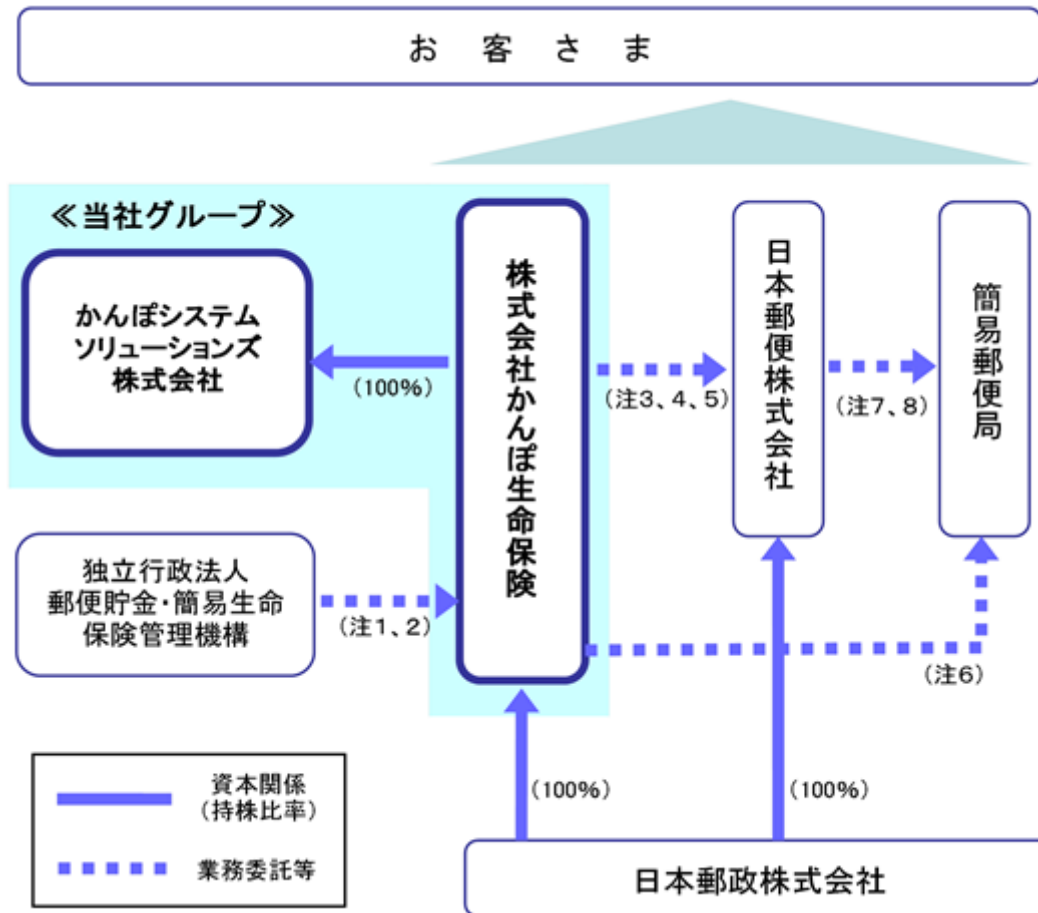 お客さま
≪当社グループ≫
かんぽシステム
ソリューションズ
株式会社
(100%)
株式会社かんぽ生命保険
(注3、4、5)
日本郵便株式会社
(注7、8)
簡易郵便局
独立行政法人
郵便貯金・簡易生命
保険管理機構
(注1、2)
(注6)
資本関係
(持株比率)
業務委託等
(100%)
(100%)
日本郵政株式会社